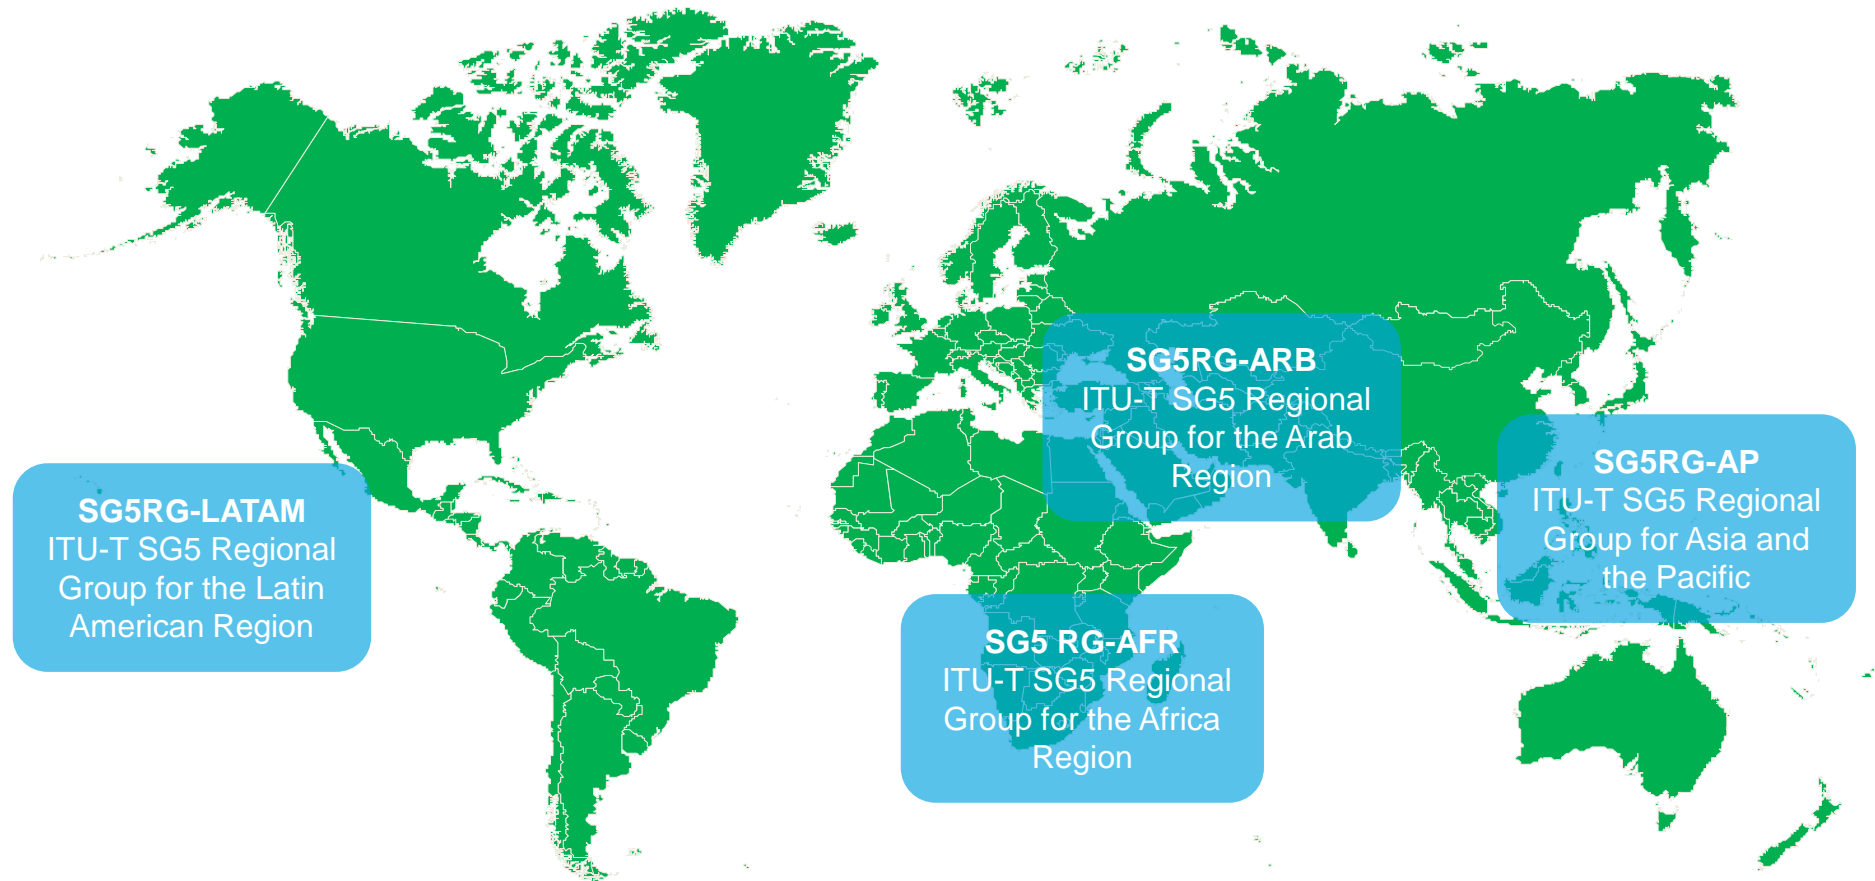 SG5RG-ARB
ITU-T SG5 Regional
Group for the Arab
Region
SG5RG-AP
ITU-T SG5 Regional
Group for Asia and
the Pacific
SG5RG-LATAM
ITU-T SG5 Regional
Group for the Latin
American Region
SG5 RG-AFR
ITU-T SG5 Regional
Group for the Africa
Region